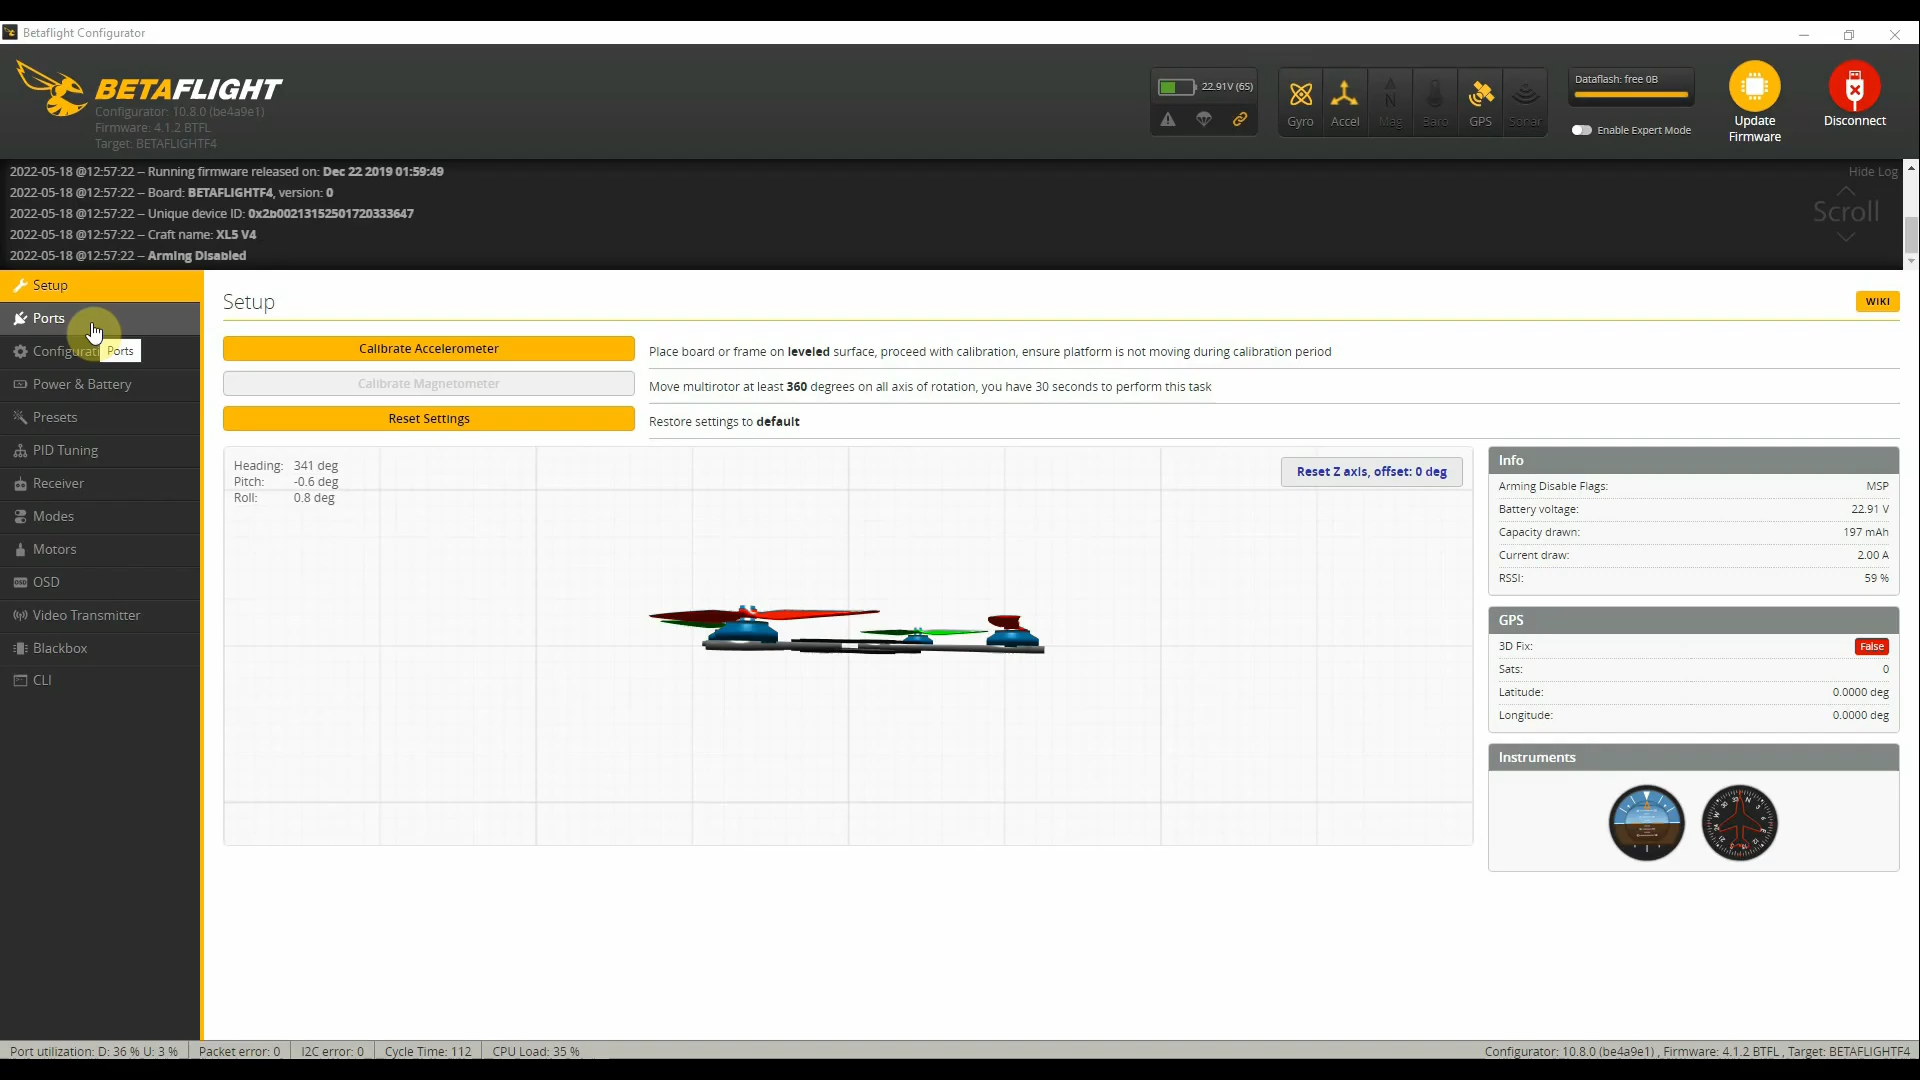 Betaflight Configurator
BETAFLIGHT
Configurator: 10.8.0 (be4a9e1)
Firmware: 4.1.2 BTFL
Target: BETAFLIGHTF4
22.91V (6S)
Gyro
Accel
Mag
Baro
GPS
Sonar
Dataflash: free 0B
Enable Expert Mode
Update
Firmware
Disconnect
2022-05-18 @12:57:22 – Running firmware released on: Dec 22 2019 01:59:49
2022-05-18 @12:57:22 – Board: BETAFLIGHTF4, version: 0
2022-05-18 @12:57:22 – Unique device ID: 0x2b00213152501720333647
2022-05-18 @12:57:22 – Craft name: XL5 V4
2022-05-18 @12:57:22 – Arming Disabled
Hide Log
Scroll
Setup
Ports
Configurat
Ports
Power & Battery
Presets
PID Tuning
Receiver
Modes
Motors
OSD
Video Transmitter
Blackbox
CLI
Setup
WIKI
Calibrate Accelerometer
Place board or frame on leveled surface, proceed with calibration, ensure platform is not moving during calibration period
Calibrate Magnetometer
Move multirotor at least 360 degrees on all axis of rotation, you have 30 seconds to perform this task
Reset Settings
Restore settings to default
Heading: 341 deg
Pitch: -0.6 deg
Roll: 0.8 deg
Reset Z axis, offset: 0 deg
Info
Arming Disable Flags: MSP
Battery voltage: 22.91 V
Capacity drawn: 197 mAh
Current draw: 2.00 A
RSSI: 59 %
GPS
3D Fix: False
Sats: 0
Latitude: 0.0000 deg
Longitude: 0.0000 deg
Instruments
Port utilization: D: 36 % U: 3 %
Packet error: 0
I2C error: 0
Cycle Time: 112
CPU Load: 35 %
Configurator: 10.8.0 (be4a9e1) , Firmware: 4.1.2 BTFL , Target: BETAFLIGHTF4